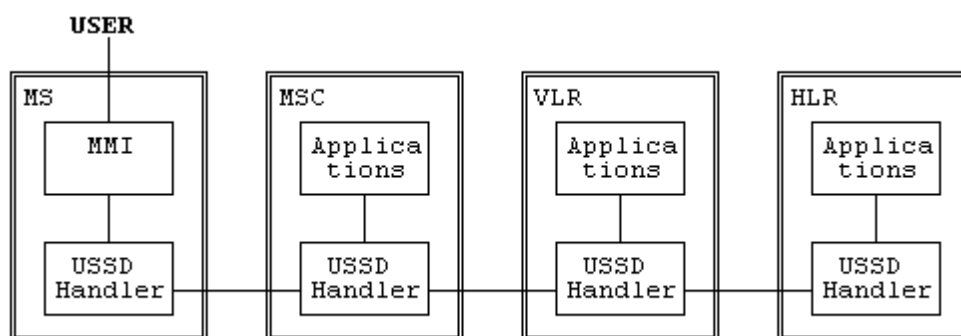 USER
MS
MSC
VLR
HLR
MMI
Applica
tions
Applica
tions
Applica
tions
USSD
Handler
USSD
Handler
USSD
Handler
USSD
Handler